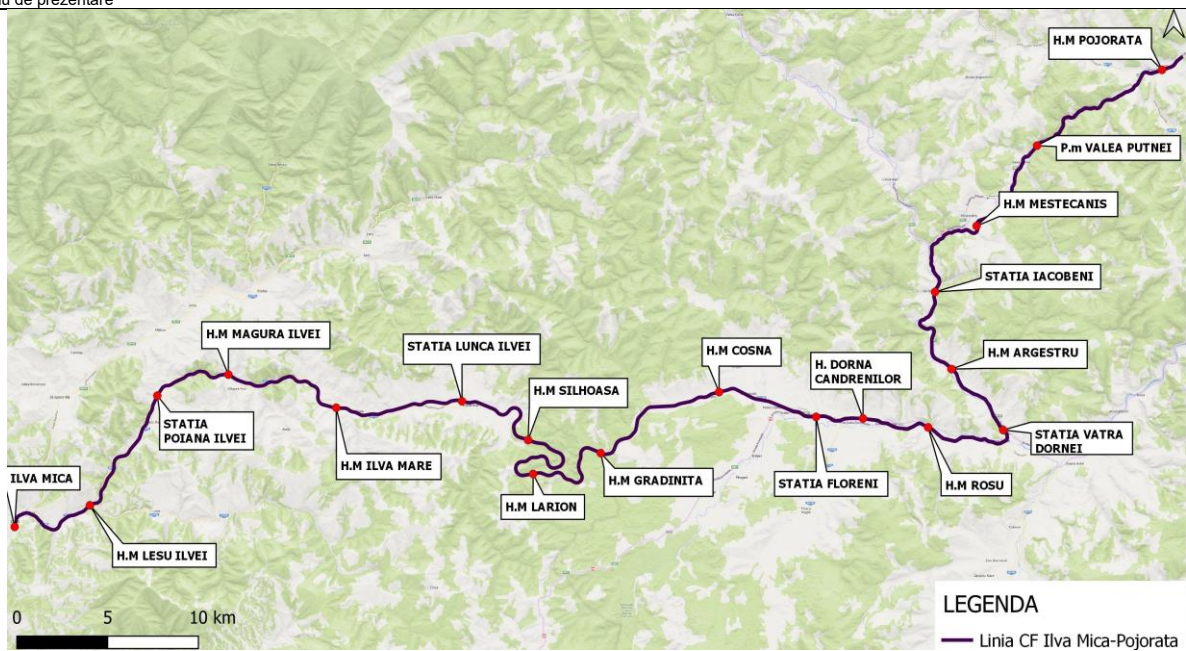 de prezentare
H.M POJORATA
P.m VALEA PUTNEI
H.M MESTECANIS
STATIA IACOBENI
H.M MAGURA ILVEI
STATIA LUNCA ILVEI
H.M COSNA
H. DORNA
CANDRENILOR
H.M ARGESTRU
H.M SILHOASA
STATIA
POIANA ILVEI
STATIA VATRA
DORNEI
H.M ILVA MARE
H.M GRADINITA
STATIA FLORENI
H.M ROSU
ILVA MICA
H.M LARION
H.M LESU ILVEI
0 5 10 km
LEGENDA
Linia CF Ilva Mica-Pojorata